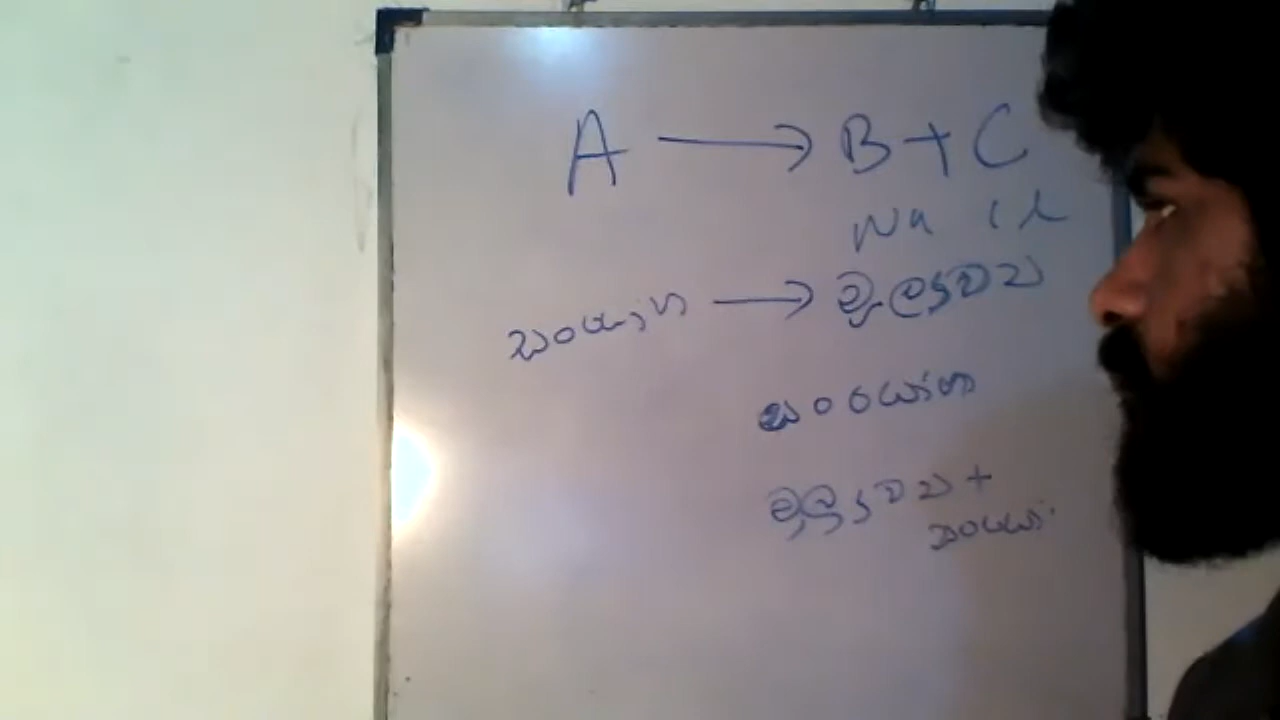 A → B + C
Na Cl
සංයෝග → මූලද්‍රව්‍ය
සංයෝග
මූලද්‍රව්‍ය +
සංයෝ.